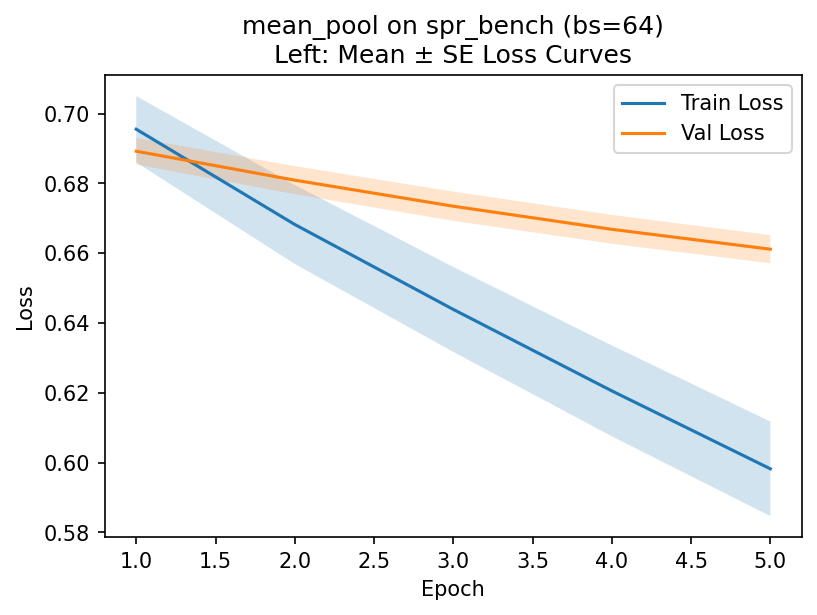 mean_pool on spr_bench (bs=64)
Left: Mean ± SE Loss Curves
Train Loss
Val Loss
Loss
0.70
0.68
0.66
0.64
0.62
0.60
0.58
1.0 1.5 2.0 2.5 3.0 3.5 4.0 4.5 5.0
Epoch